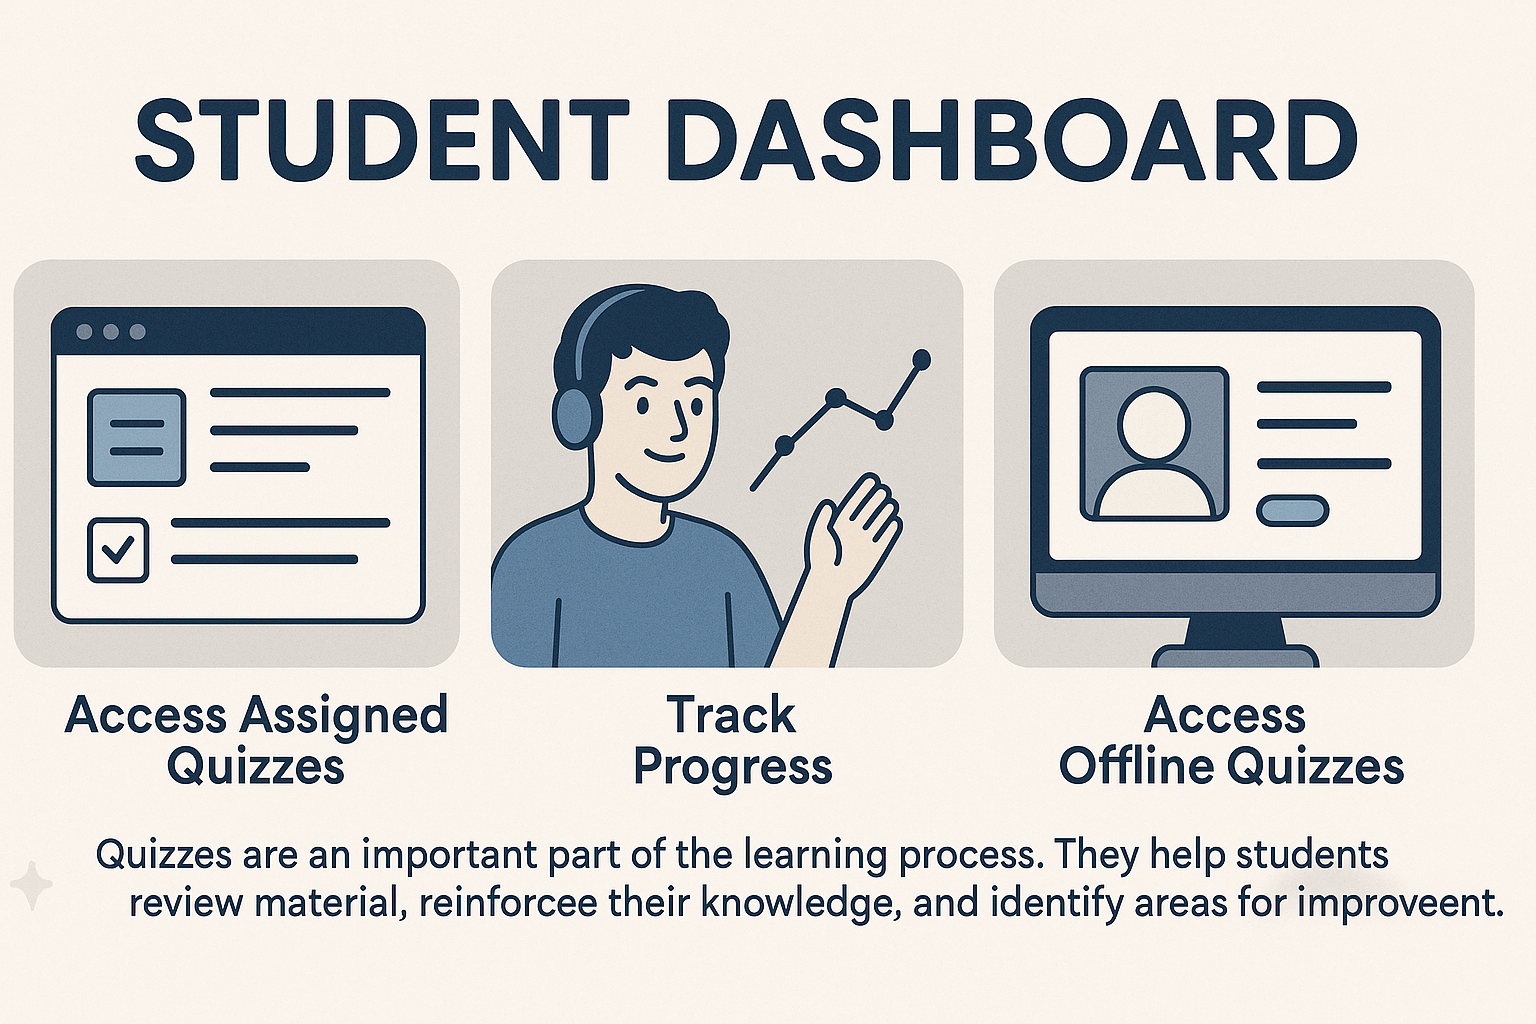 STUDENT DASHBOARD
Access Assigned
Quizzes
Track
Progress
Access
Offline Quizzes
Quizzes are an important part of the learning process. They help students
review material, reinforcee their knowledge, and identify areas for improveent.